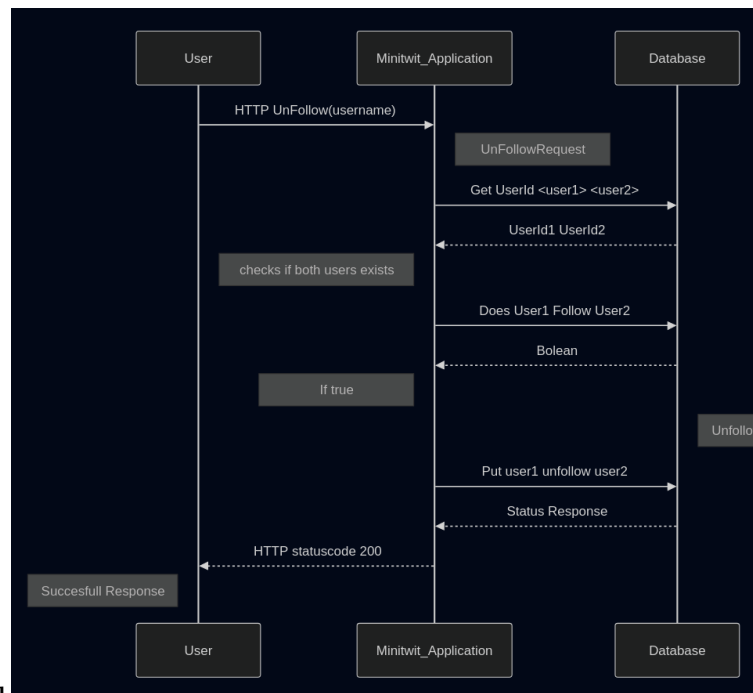 User
Minitwit_Application
Database
HTTP UnFollow(username)
UnFollowRequest
Get UserId <user1> <user2>
UserId1 UserId2
checks if both users exists
Does User1 Follow User2
Bolean
If true
Unfollo
Put user1 unfollow user2
Status Response
HTTP statuscode 200
Succesfull Response
User
Minitwit_Application
Database